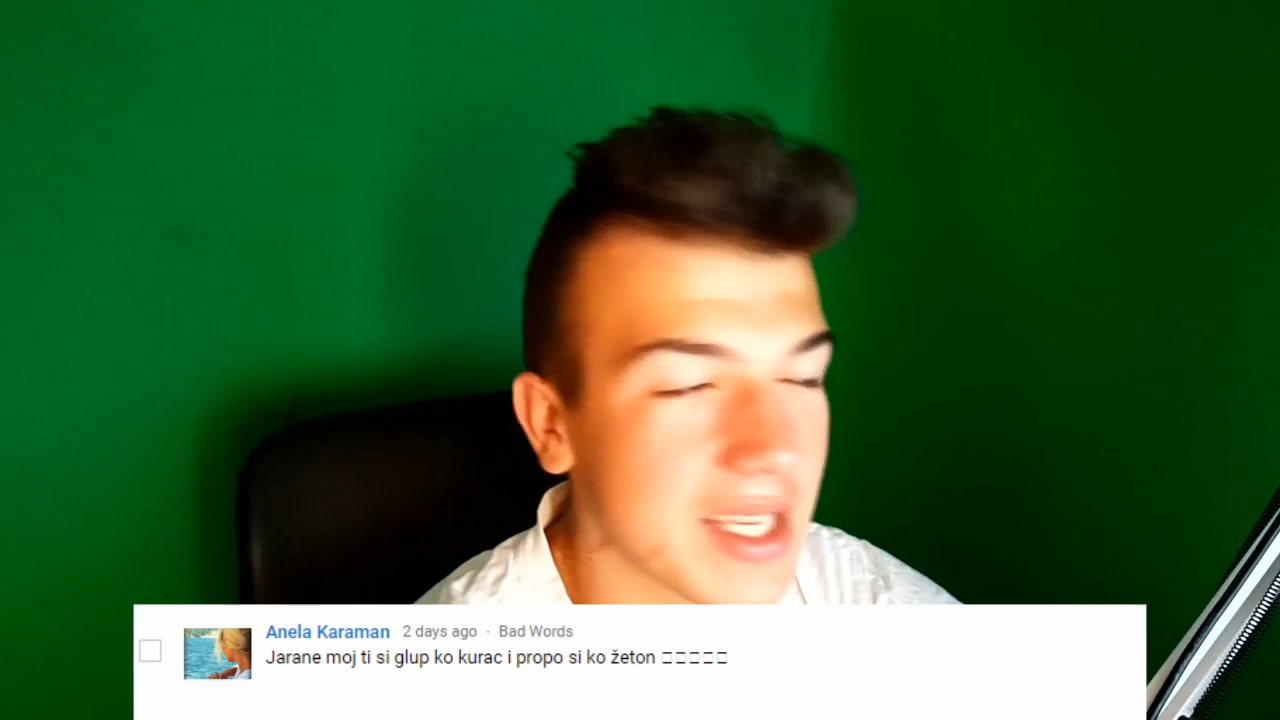 Anela Karaman 2 days ago · Bad Words
Jarane moj ti si glup ko kurac i propo si ko žeton □□□□□